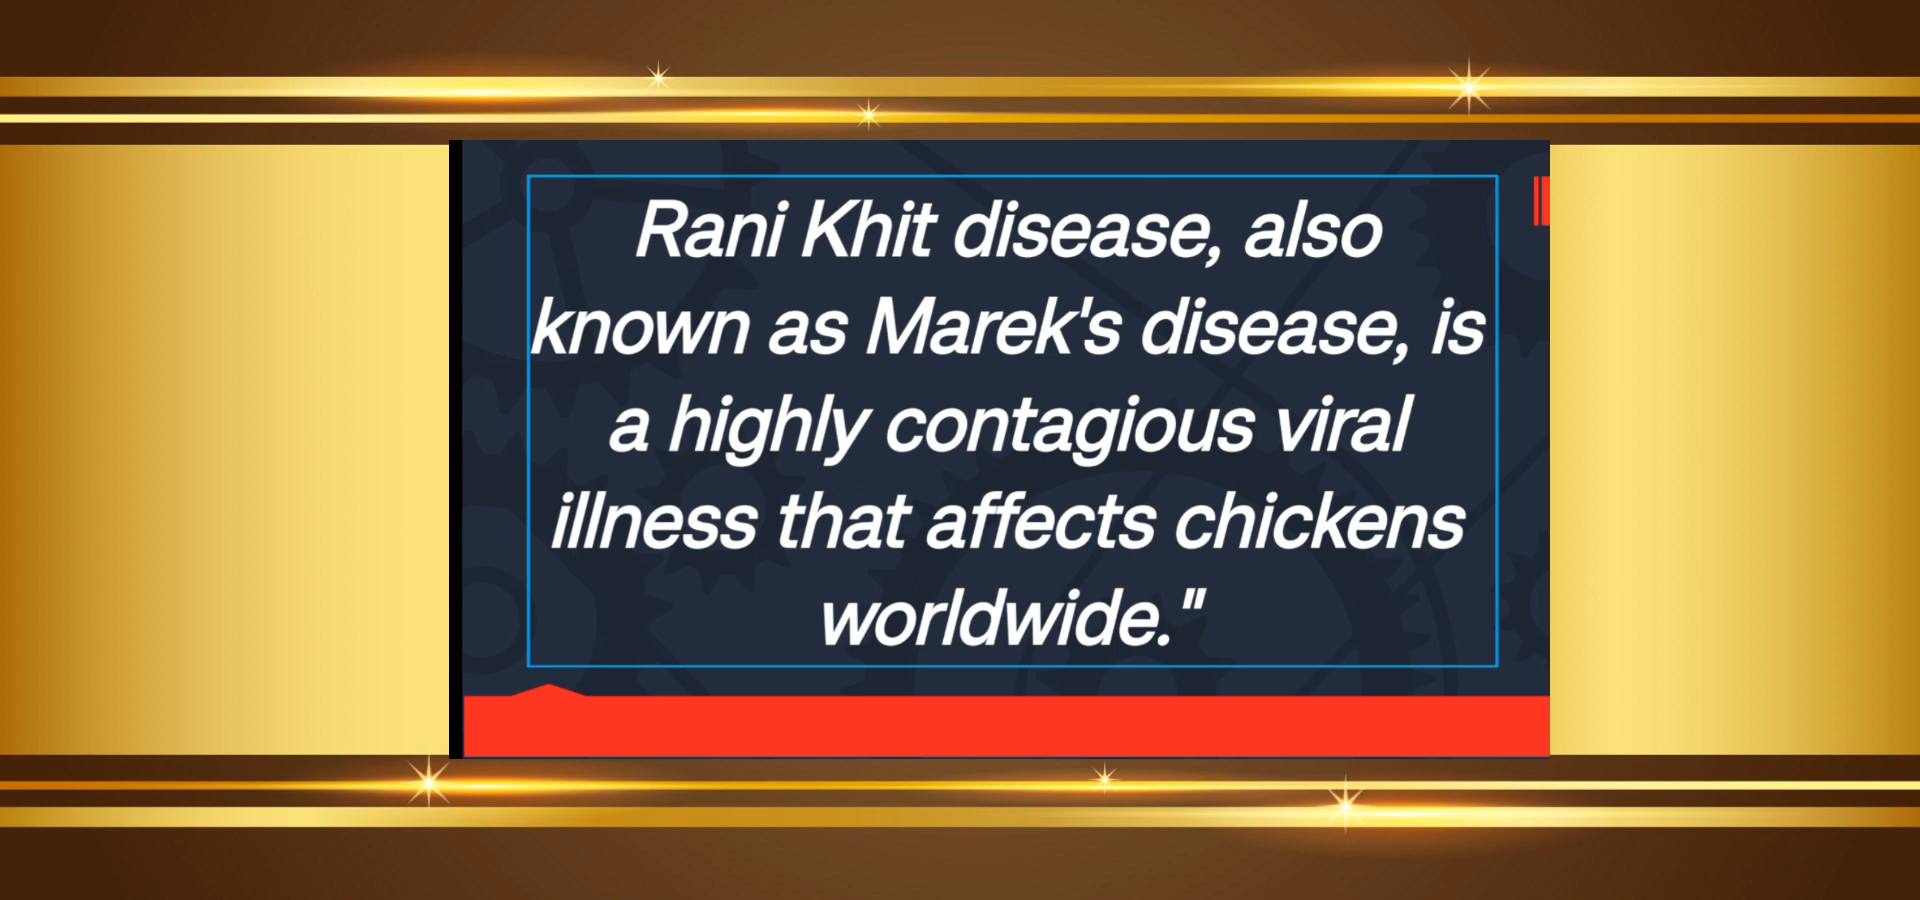 Rani Khit disease, also
known as Marek's disease, is
a highly contagious viral
illness that affects chickens
worldwide."